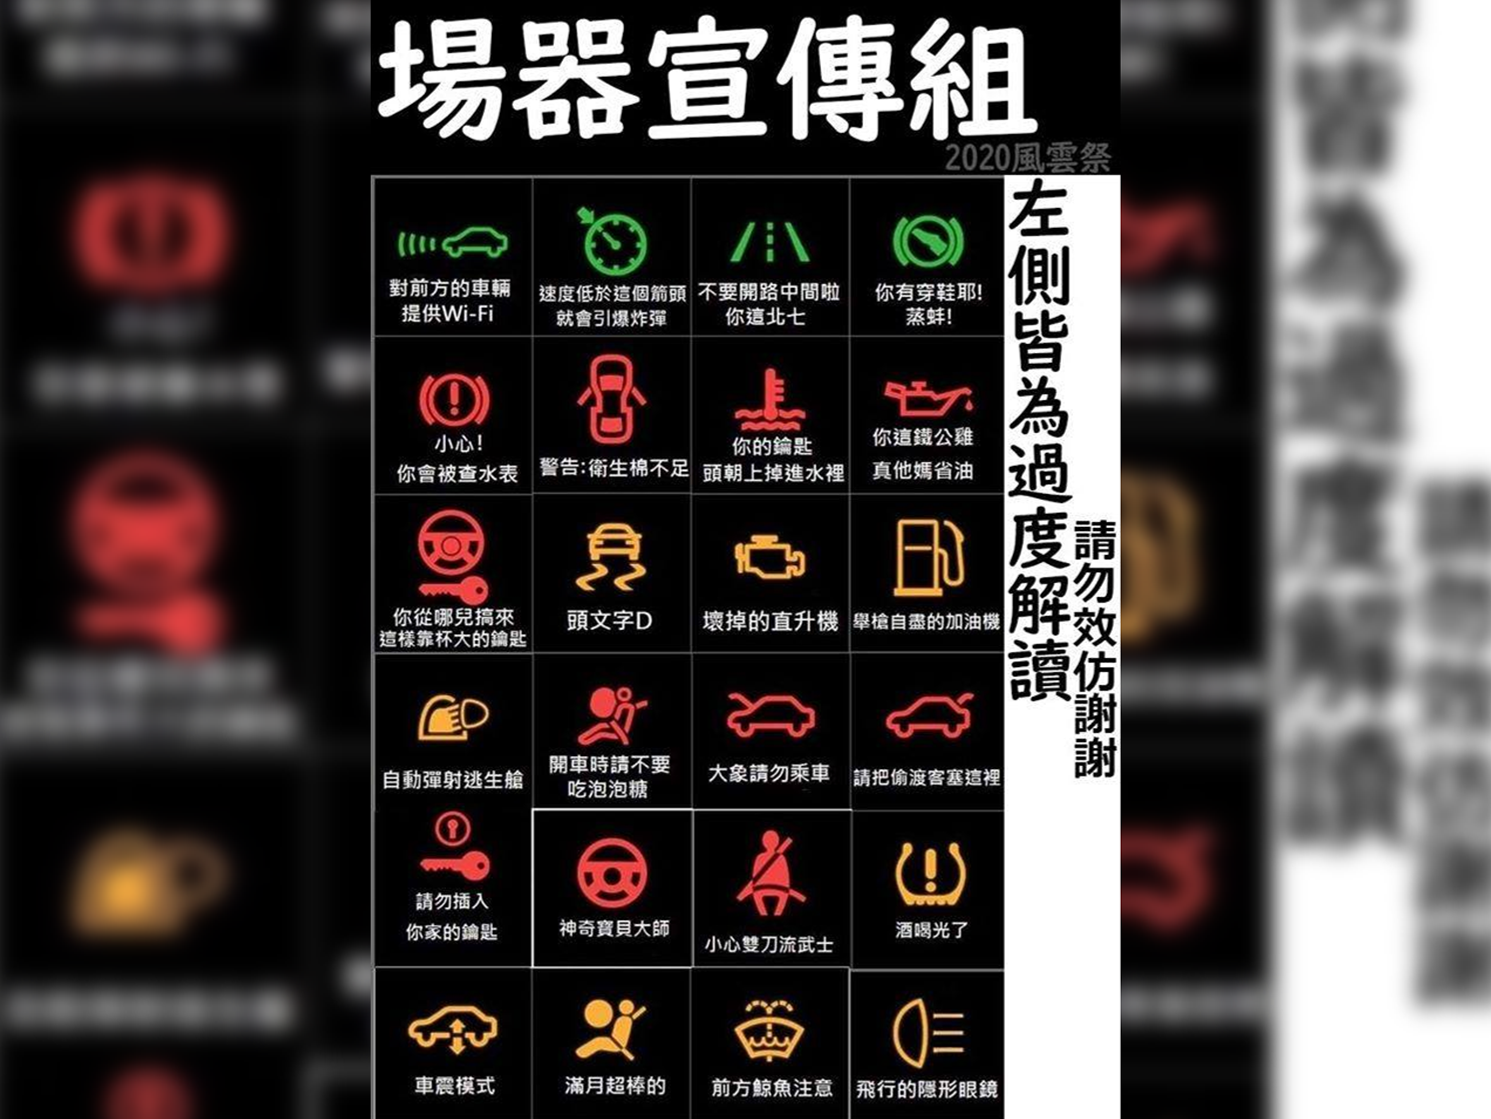 場器宣傳組
2020風雲祭
對前方的車輛
提供Wi-Fi
速度低於這個箭頭
就會引爆炸彈
不要開路中間啦
你這北七
你有穿鞋耶!
蒸蚌!
小心!
你會被查水表
警告:衛生棉不足
你的鑰匙
頭朝上掉進水裡
你這鐵公雞
真他媽省油
你從哪兒搞來
這樣靠杯大的鑰匙
頭文字D
壞掉的直升機
舉槍自盡的加油機
自動彈射逃生艙
開車時請不要
吃泡泡糖
大象請勿乘車
請把偷渡客塞這裡
請勿插入
你家的鑰匙
神奇寶貝大師
小心雙刀流武士
酒喝光了
車震模式
滿月超棒的
前方鯨魚注意
飛行的隱形眼鏡
左側皆為過度解讀
請勿效仿謝謝